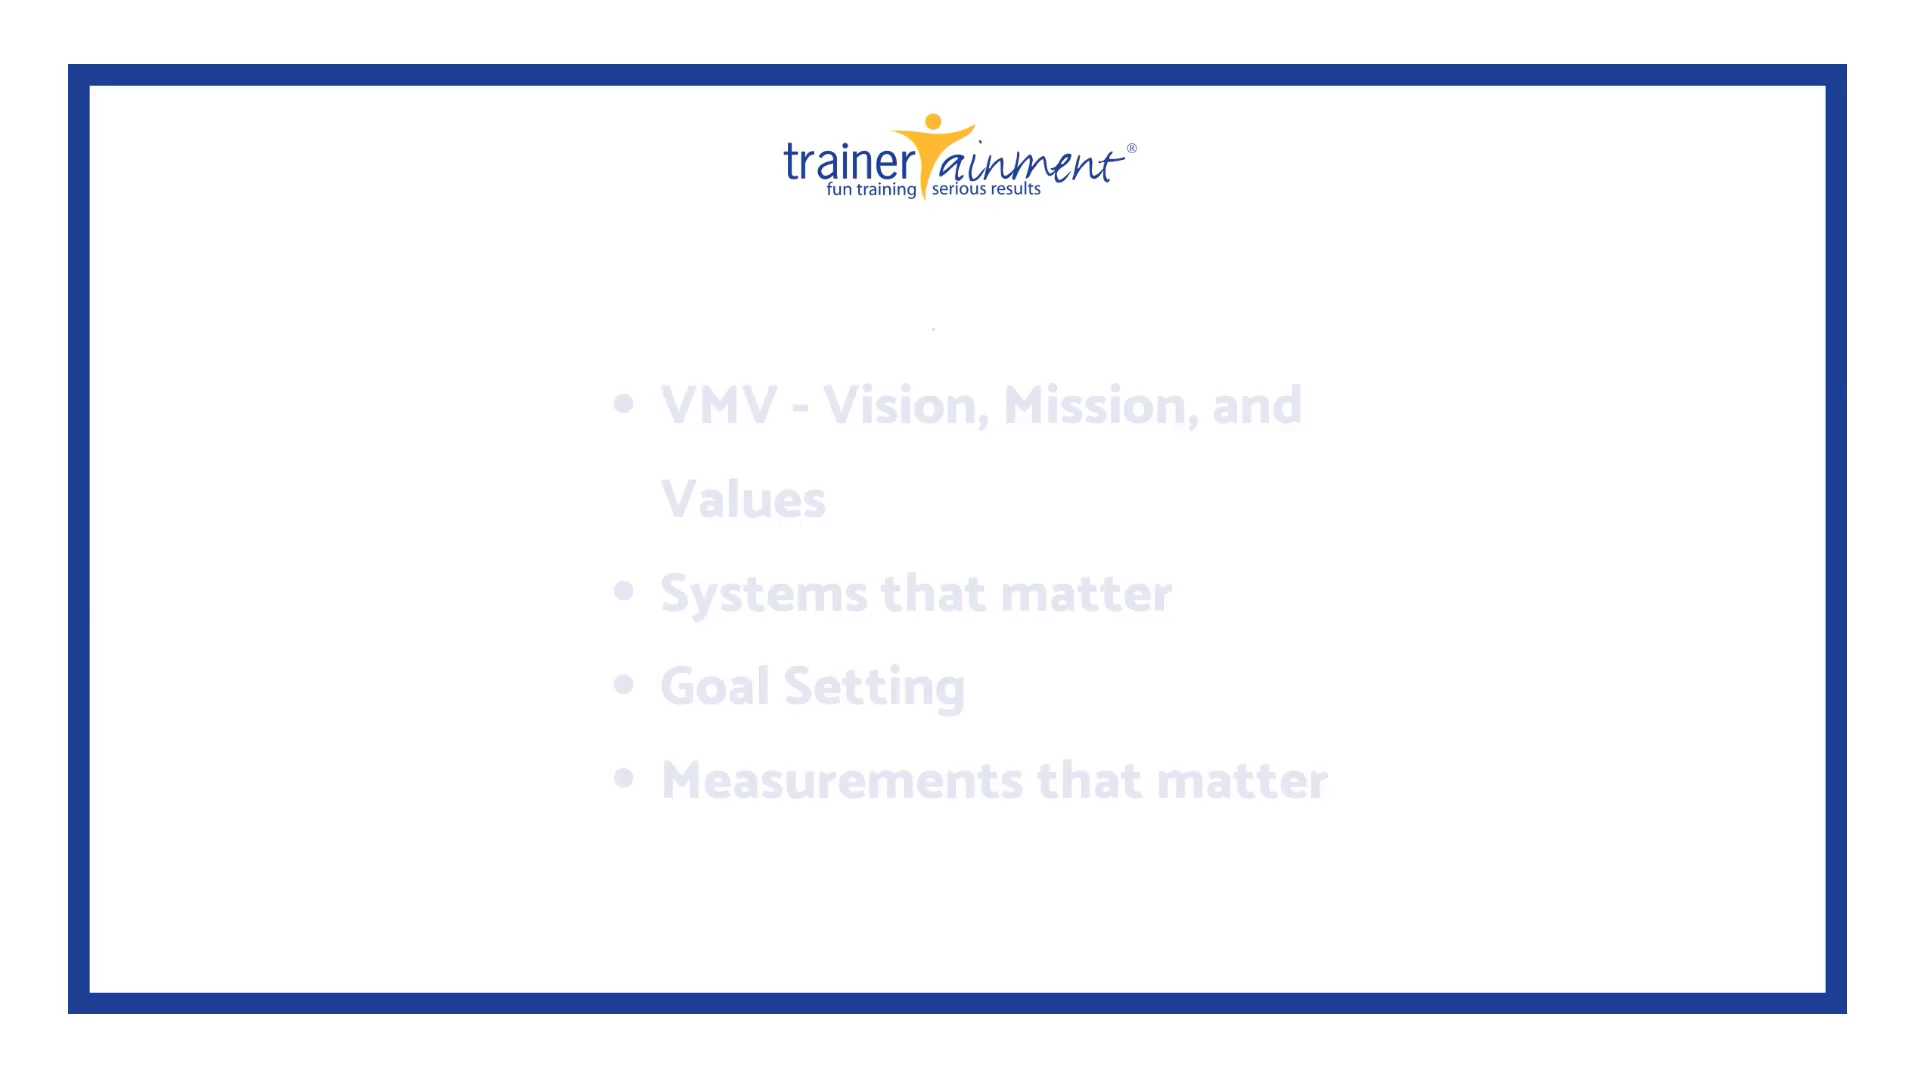 trainertainment®
fun training serious results
• VMV - Vision, Mission, and
Values
• Systems that matter
• Goal Setting
• Measurements that matter